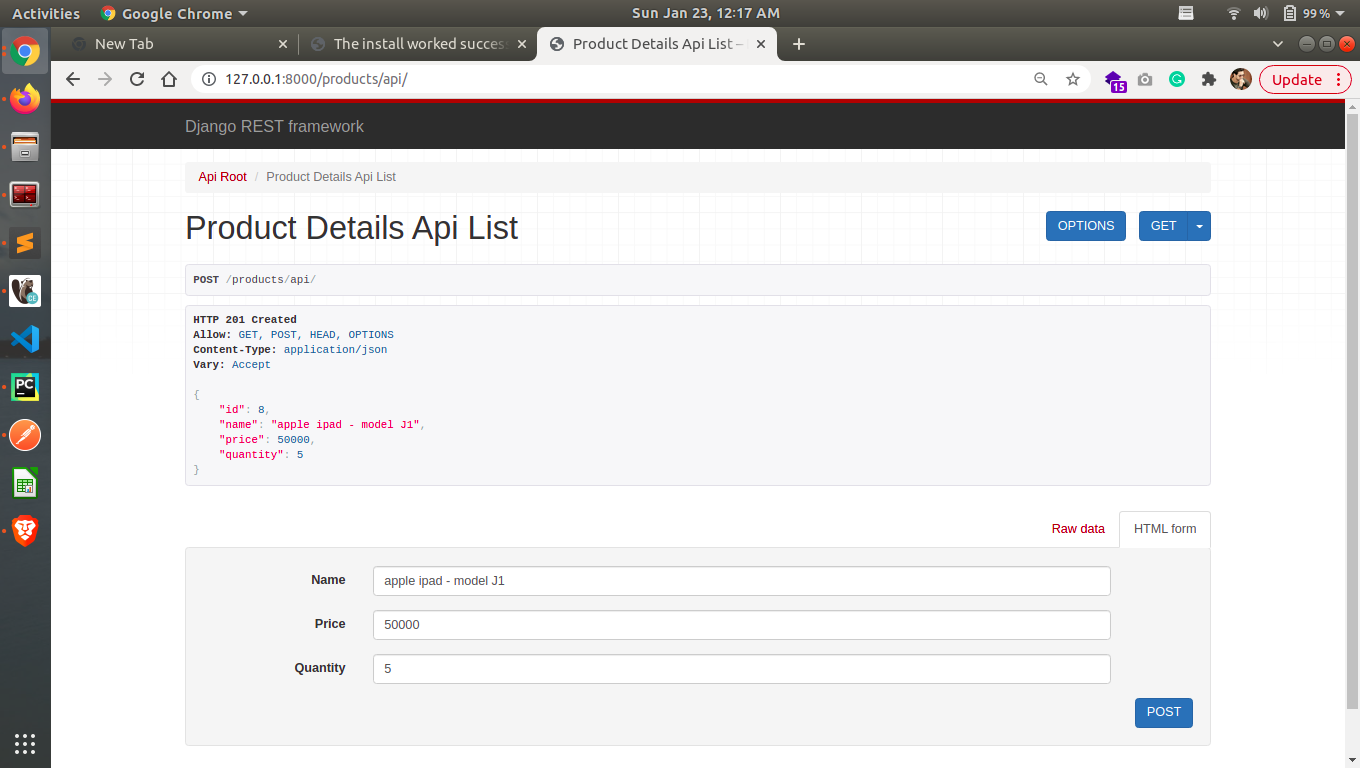 Activities
Google Chrome
Sun Jan 23, 12:17 AM
99 %
New Tab
The install worked succes
Product Details Api List –
127.0.0.1:8000/products/api/
15
Update
Django REST framework
Api Root / Product Details Api List
Product Details Api List
OPTIONS
GET
POST /products/api/
HTTP 201 Created
Allow: GET, POST, HEAD, OPTIONS
Content-Type: application/json
Vary: Accept
{
"id": 8,
"name": "apple ipad - model J1",
"price": 50000,
"quantity": 5
}
Raw data
HTML form
Name
apple ipad - model J1
Price
50000
Quantity
5
POST
CE
PC